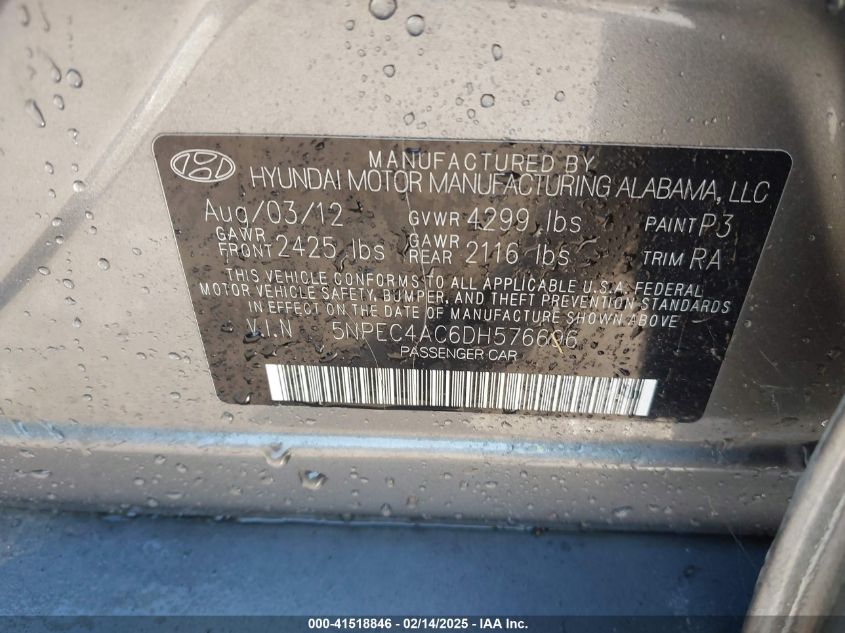 MANUFACTURED BY
HYUNDAI MOTOR MANUFACTURING ALABAMA, LLC
Aug/03/12 GVWR 4299 lbs PAINT P3
GAWR FRONT 2425 lbs GAWR REAR 2116 lbs TRIM RA
THIS VEHICLE CONFORMS TO ALL APPLICABLE U.S.A. FEDERAL
MOTOR VEHICLE SAFETY, BUMPER, AND THEFT PREVENTION STANDARDS
IN EFFECT ON THE DATE OF MANUFACTURE SHOWN ABOVE
V.I.N 5NPEC4AC6DH576696
PASSENGER CAR
000-41518846 - 02/14/2025 - IAA Inc.